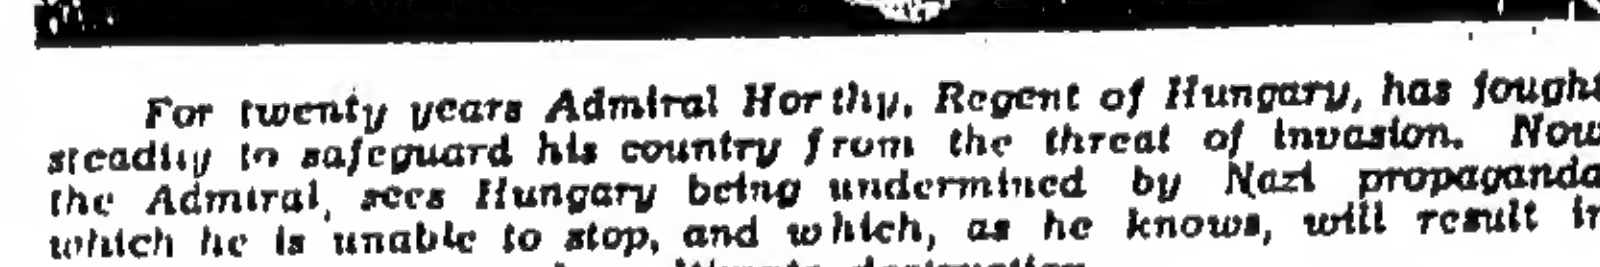 For twenty years Admiral Horthy, Regent of Hungary, has fought
steadily to safeguard his country from the threat of invasion. Now
the Admiral, sees Hungary being undermined by Nazi propaganda
which he is unable to stop, and which, as he knows, will result in